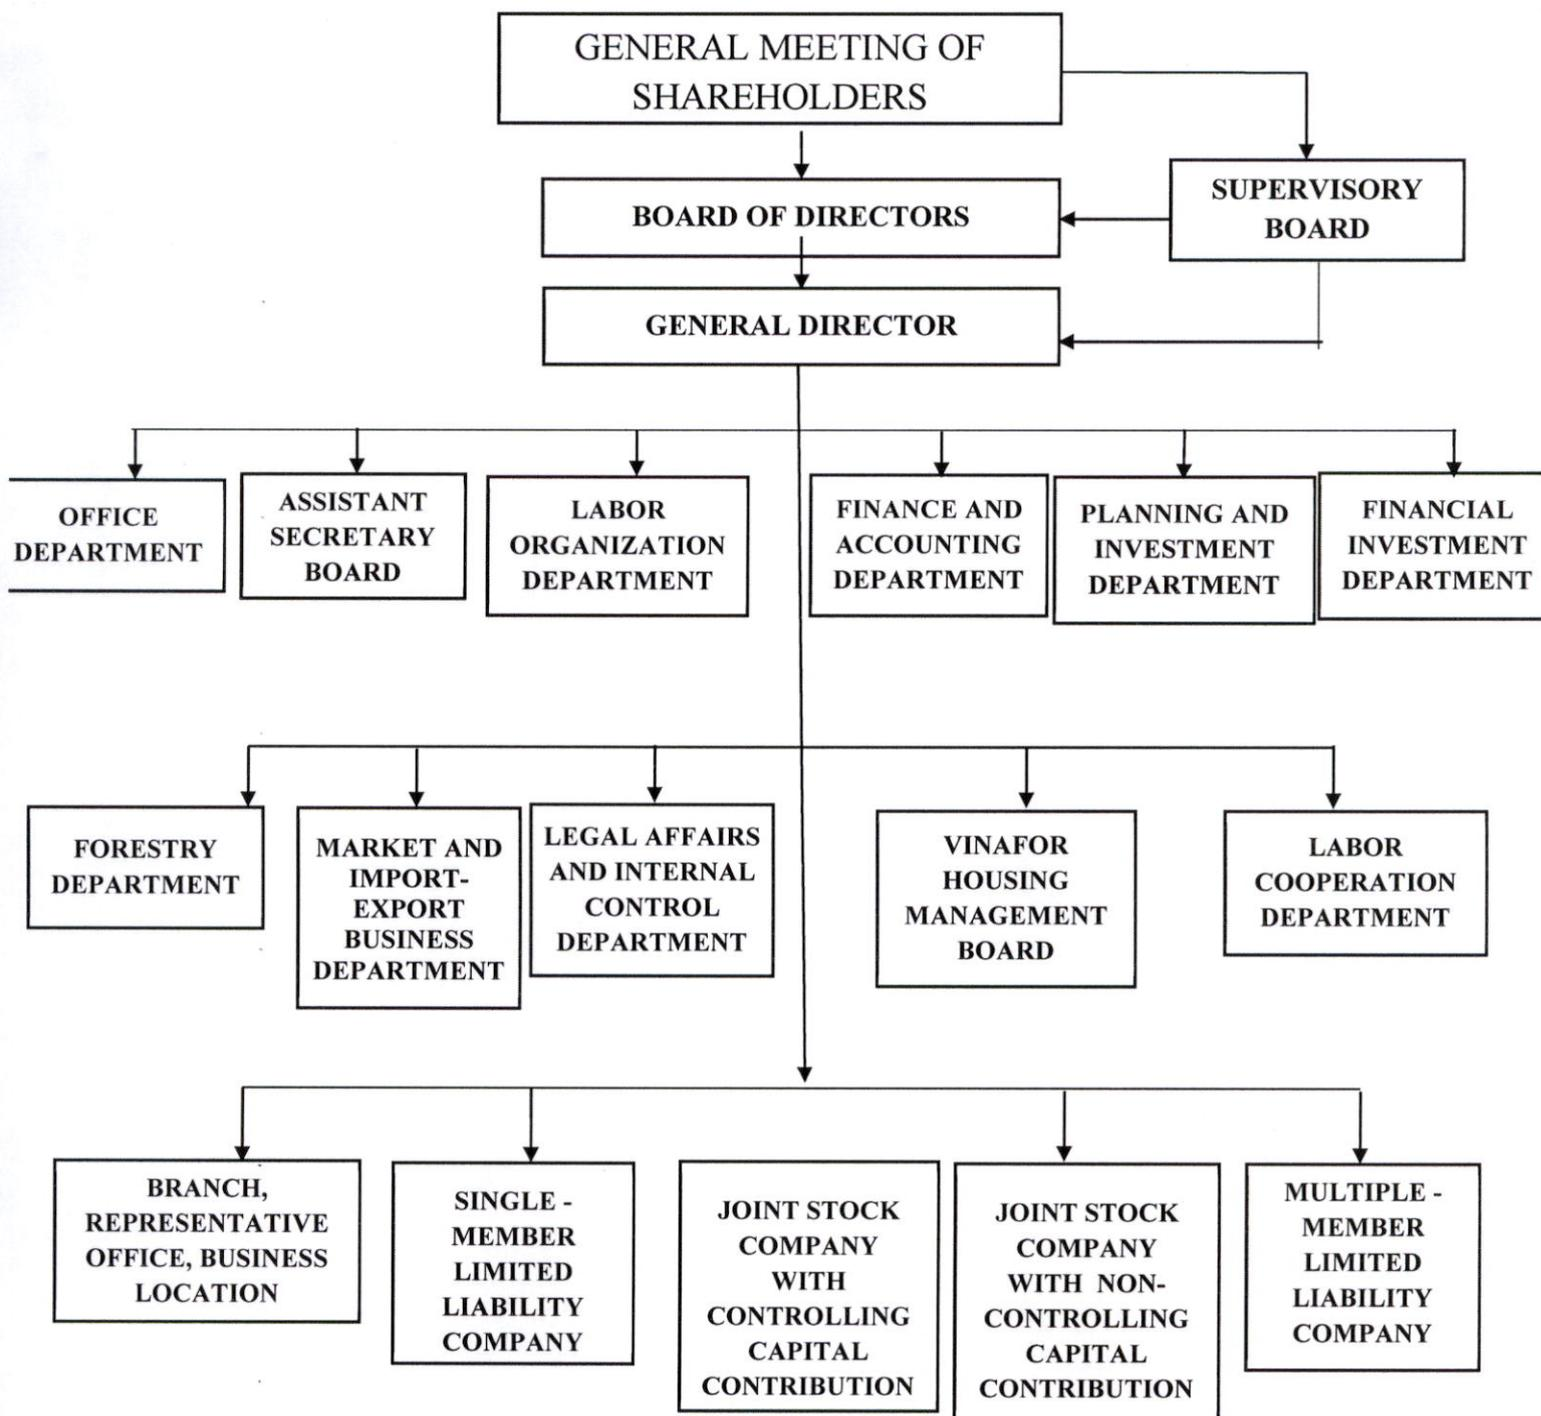 GENERAL MEETING OF
SHAREHOLDERS
SUPERVISORY
BOARD
BOARD OF DIRECTORS
GENERAL DIRECTOR
OFFICE
DEPARTMENT
ASSISTANT
SECRETARY
BOARD
LABOR
ORGANIZATION
DEPARTMENT
FINANCE AND
ACCOUNTING
DEPARTMENT
PLANNING AND
INVESTMENT
DEPARTMENT
FINANCIAL
INVESTMENT
DEPARTMENT
FORESTRY
DEPARTMENT
MARKET AND
IMPORT-
EXPORT
BUSINESS
DEPARTMENT
LEGAL AFFAIRS
AND INTERNAL
CONTROL
DEPARTMENT
VINAFOR
HOUSING
MANAGEMENT
BOARD
LABOR
COOPERATION
DEPARTMENT
BRANCH,
REPRESENTATIVE
OFFICE, BUSINESS
LOCATION
SINGLE -
MEMBER
LIMITED
LIABILITY
COMPANY
JOINT STOCK
COMPANY
WITH
CONTROLLING
CAPITAL
CONTRIBUTION
JOINT STOCK
COMPANY
WITH NON-
CONTROLLING
CAPITAL
CONTRIBUTION
MULTIPLE -
MEMBER
LIMITED
LIABILITY
COMPANY